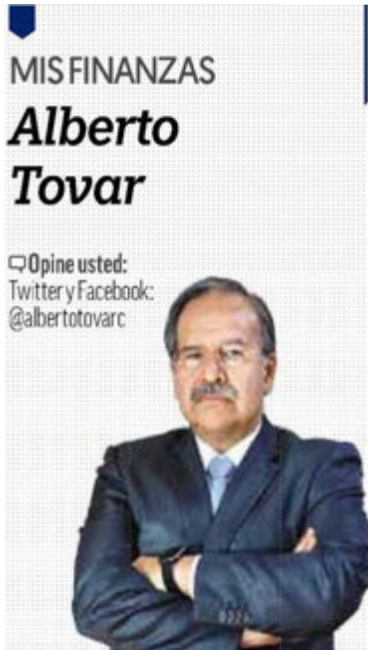 MIS FINANZAS
Alberto
Tovar
Opine usted:
Twitter y Facebook:
@albertotovarc